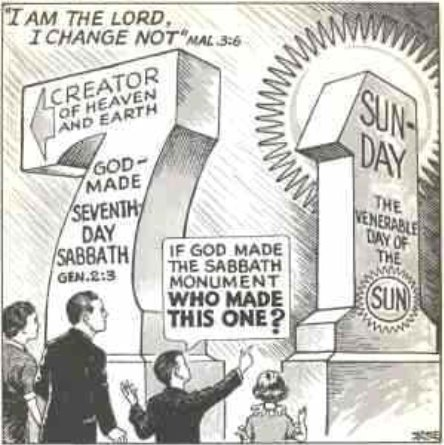 "I AM THE LORD,
I CHANGE NOT" MAL. 3:6
CREATOR
OF HEAVEN
AND EARTH
GOD-
MADE
SEVENTH-
DAY
SABBATH
GEN. 2:3
IF GOD MADE
THE SABBATH
MONUMENT
WHO MADE
THIS ONE?
SUN-
DAY
THE
VENERABLE
DAY OF
THE
SUN